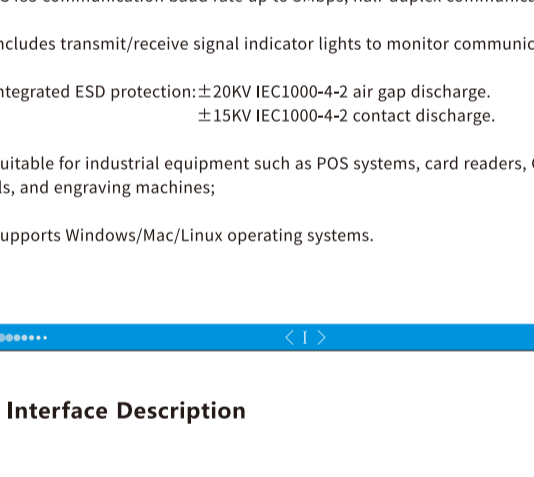 ncludes transmit/receive signal indicator lights to monitor communic
ntegrated ESD protection:±20KV IEC1000-4-2 air gap discharge.
±15KV IEC1000-4-2 contact discharge.
uitable for industrial equipment such as POS systems, card readers,
ls, and engraving machines;
upports Windows/Mac/Linux operating systems.
< I >
Interface Description